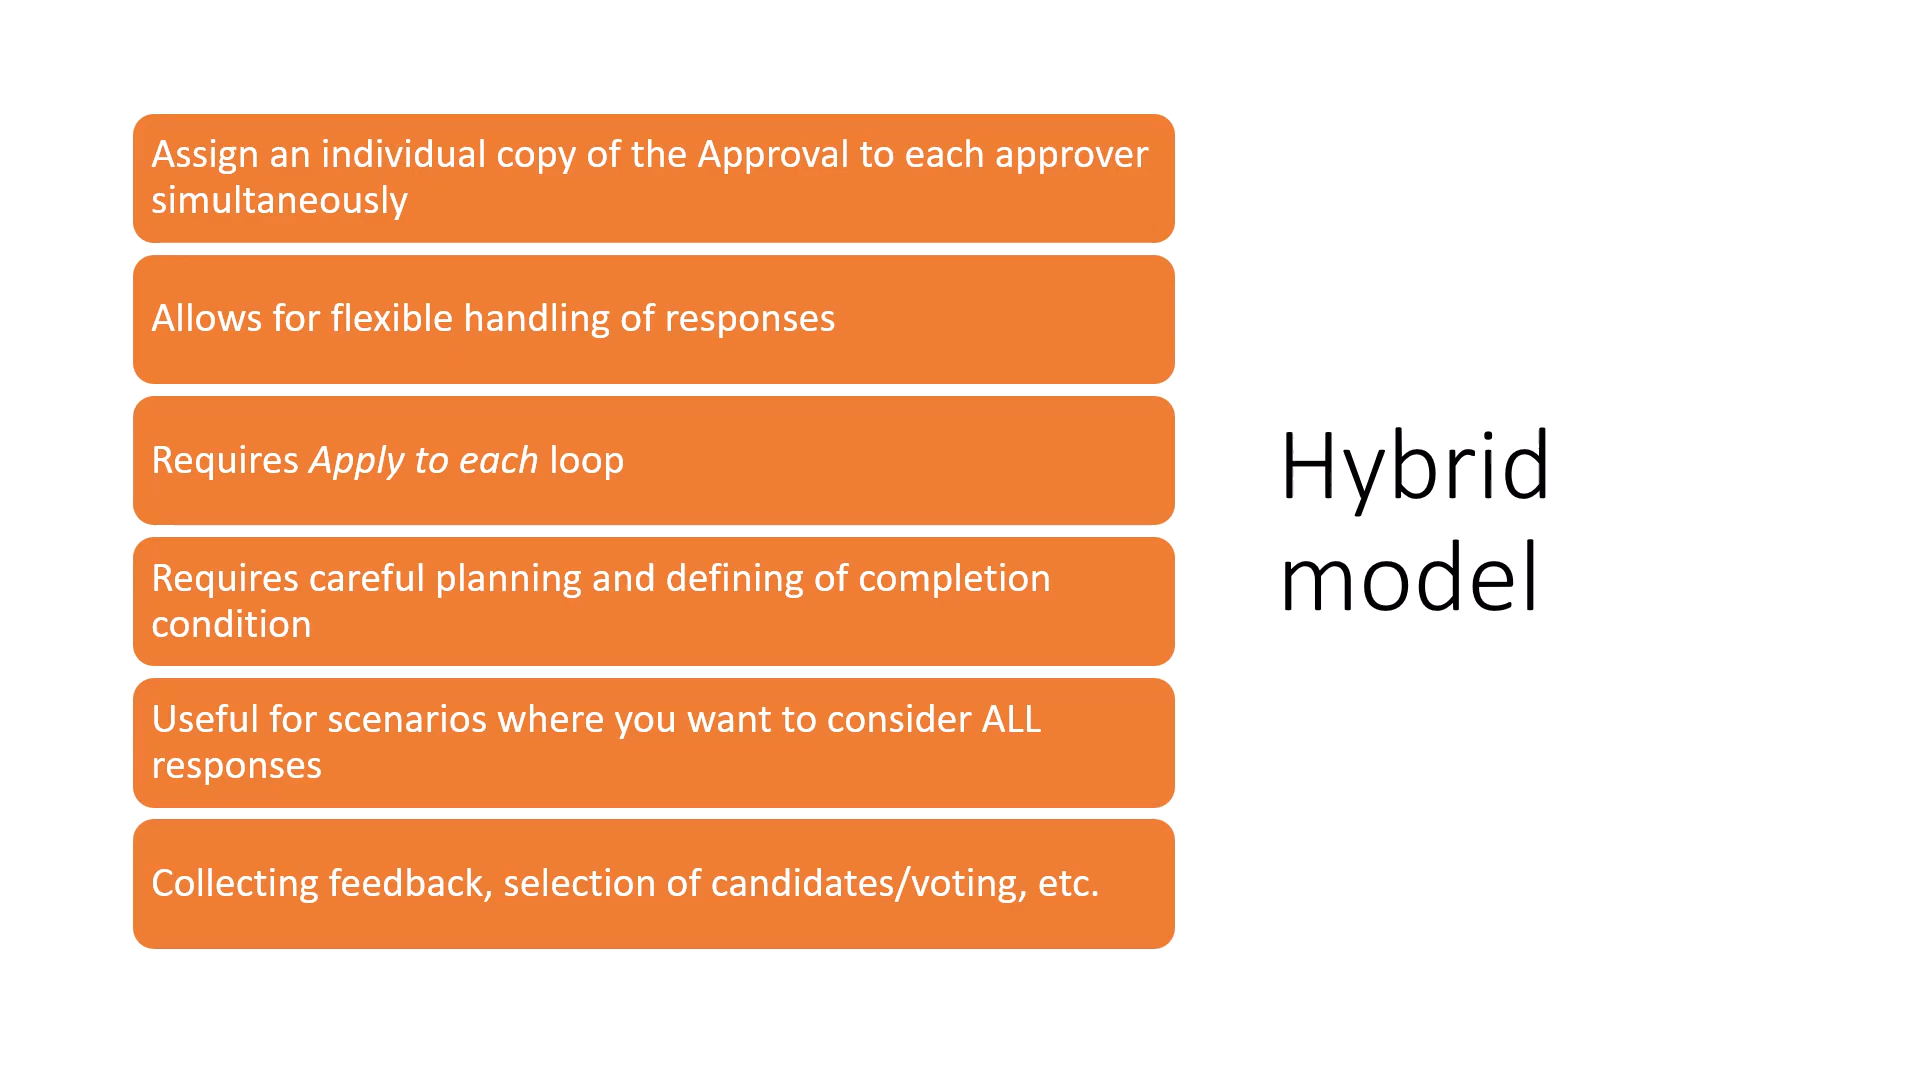 Assign an individual copy of the Approval to each approver
simultaneously
Allows for flexible handling of responses
Requires Apply to each loop
Requires careful planning and defining of completion
condition
Useful for scenarios where you want to consider ALL
responses
Collecting feedback, selection of candidates/voting, etc.
Hybrid
model